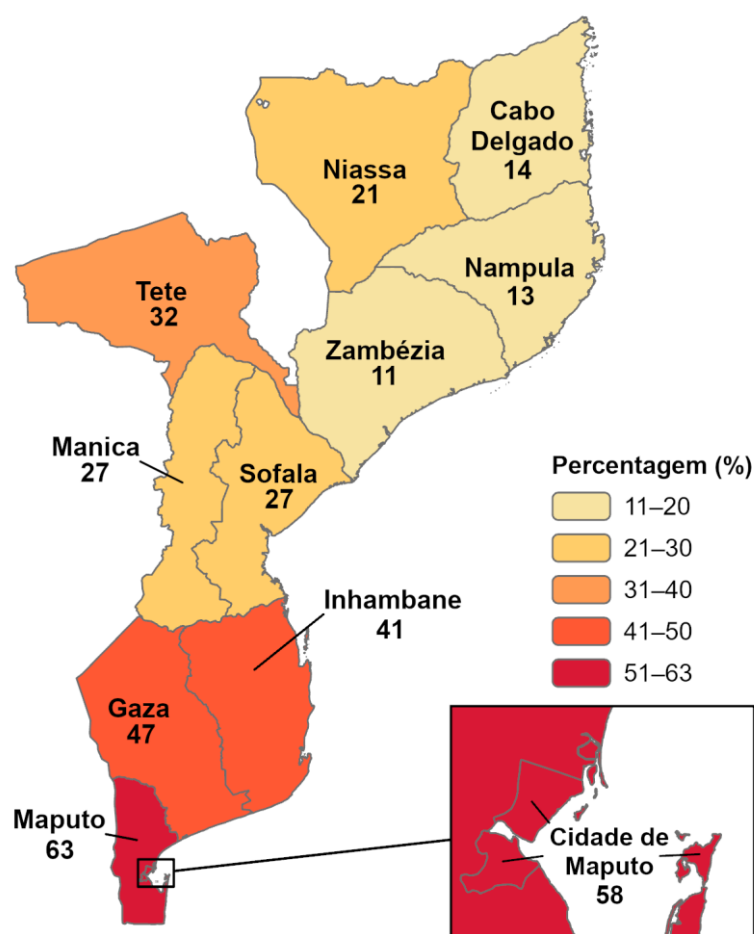 Cabo
Delgado
14
Niassa
21
Nampula
13
Tete
32
Zambézia
11
Manica
27
Sofala
27
Percentagem (%)
11–20
21–30
31–40
41–50
51–63
Inhambane
41
Gaza
47
Maputo
63
Cidade de
Maputo
58